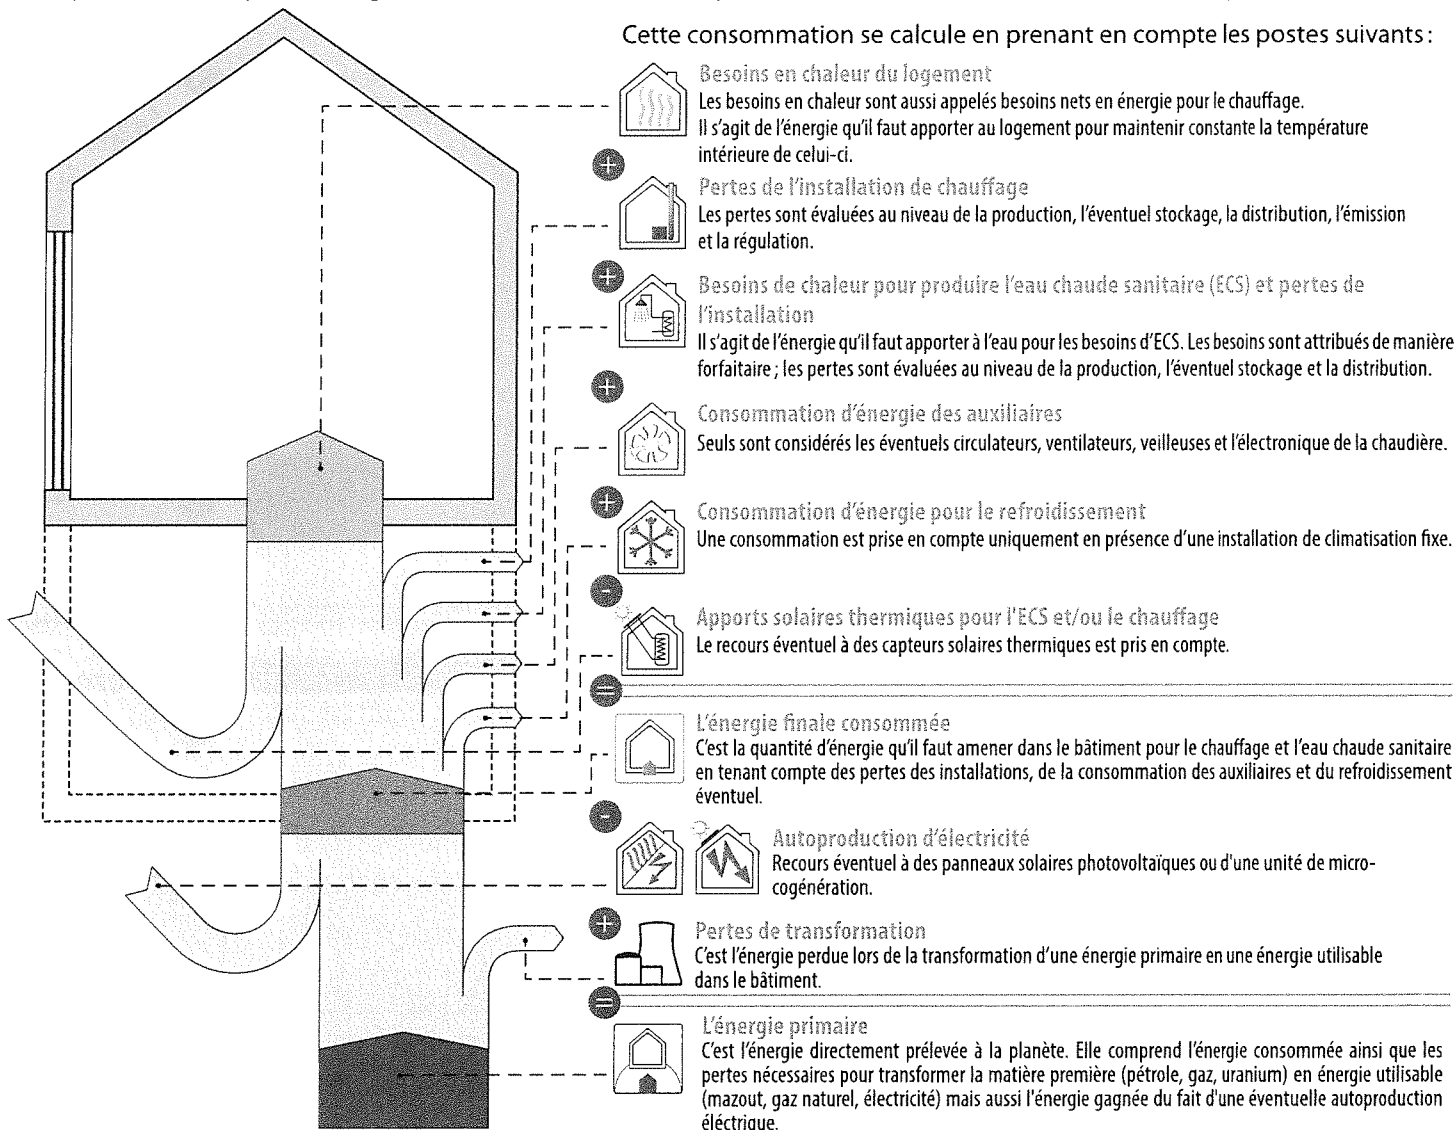 Cette consommation se calcule en prenant en compte les postes suivants :
Besoins en chaleur du logement
Les besoins en chaleur sont aussi appelés besoins nets en énergie pour le chauffage.
Il s'agit de l'énergie qu'il faut apporter au logement pour maintenir constante la température
intérieure de celui-ci.
+
Pertes de l'installation de chauffage
Les pertes sont évaluées au niveau de la production, l'éventuel stockage, la distribution, l'émission
et la régulation.
+
Besoins de chaleur pour produire l'eau chaude sanitaire (ECS) et pertes de
l'installation
Il s'agit de l'énergie qu'il faut apporter à l'eau pour les besoins d'ECS. Les besoins sont attribués de manière
forfaitaire ; les pertes sont évaluées au niveau de la production, l'éventuel stockage et la distribution.
+
Consommation d'énergie des auxiliaires
Seuls sont considérés les éventuels circulateurs, ventilateurs, veilleuses et l'électronique de la chaudière.
+
Consommation d'énergie pour le refroidissement
Une consommation est prise en compte uniquement en présence d'une installation de climatisation fixe.
-
Apports solaires thermiques pour l'ECS et/ou le chauffage
Le recours éventuel à des capteurs solaires thermiques est pris en compte.
=
L'énergie finale consommée
C'est la quantité d'énergie qu'il faut amener dans le bâtiment pour le chauffage et l'eau chaude sanitaire
en tenant compte des pertes des installations, de la consommation des auxiliaires et du refroidissement
éventuel.
-
Autoproduction d'électricité
Recours éventuel à des panneaux solaires photovoltaïques ou d'une unité de micro-
cogénération.
+
Pertes de transformation
C'est l'énergie perdue lors de la transformation d'une énergie primaire en une énergie utilisable
dans le bâtiment.
=
L'énergie primaire
C'est l'énergie directement prélevée à la planète. Elle comprend l'énergie consommée ainsi que les
pertes nécessaires pour transformer la matière première (pétrole, gaz, uranium) en énergie utilisable
(mazout, gaz naturel, électricité) mais aussi l'énergie gagnée du fait d'une éventuelle autoproduction
éléctrique.